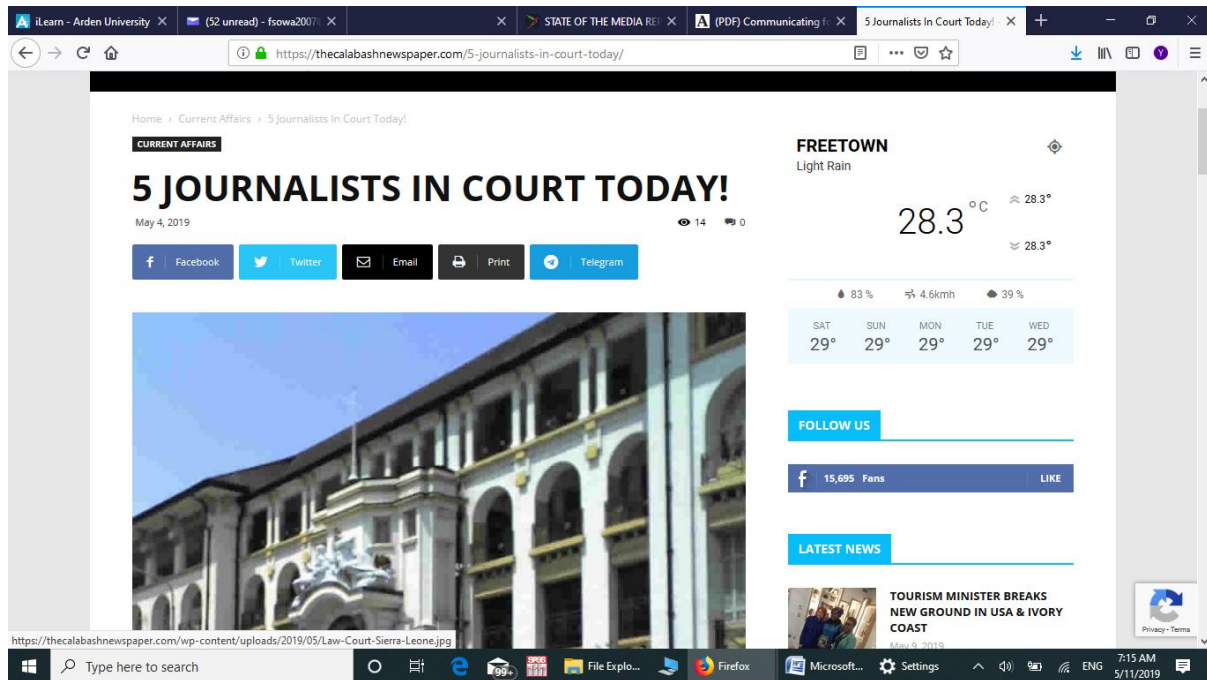 iLearn - Arden University
(52 unread) - fsowa2007
STATE OF THE MEDIA REP
(PDF) Communicating fo
5 Journalists In Court Today! -
https://thecalabashnewspaper.com/5-journalists-in-court-today/
Home › Current Affairs › 5 Journalists In Court Today!
CURRENT AFFAIRS
5 JOURNALISTS IN COURT TODAY!
May 4, 2019
14 0
Facebook Twitter Email Print Telegram
FREETOWN
Light Rain
28.3 °C
28.3°
28.3°
83 % 4.6kmh 39 %
SAT SUN MON TUE WED
29° 29° 29° 29° 29°
FOLLOW US
15,695 Fans LIKE
LATEST NEWS
TOURISM MINISTER BREAKS
NEW GROUND IN USA & IVORY
COAST
May 9, 2019
Privacy - Terms
https://thecalabashnewspaper.com/wp-content/uploads/2019/05/Law-Court-Sierra-Leone.jpg
Type here to search
99+
SPSS
File Explo...
Firefox
Microsoft...
Settings
ENG
7:15 AM
5/11/2019